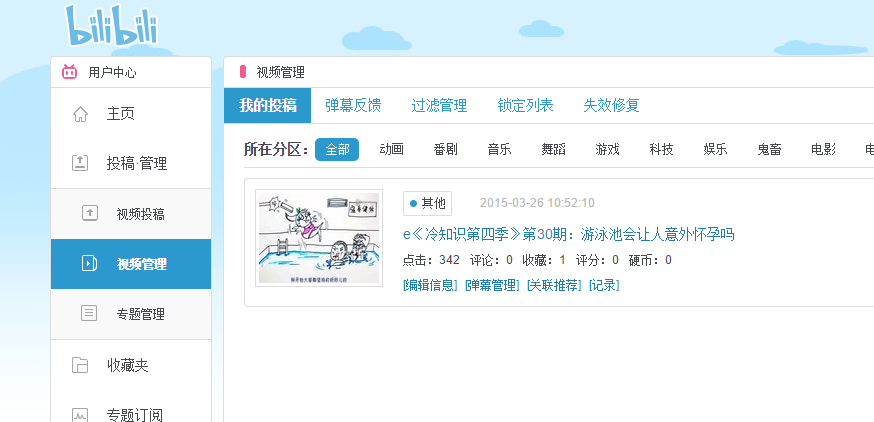 bilibili
用户中心
主页
投稿·管理
视频投稿
视频管理
专题管理
收藏夹
专题订阅
视频管理
我的投稿 弹幕反馈 过滤管理 锁定列表 失效修复
所在分区： 全部 动画 番剧 音乐 舞蹈 游戏 科技 娱乐 鬼畜 电影
其他 2015-03-26 10:52:10
e《冷知识第四季》第30期：游泳池会让人意外怀孕吗
点击：342 评论：0 收藏：1 评分：0 硬币：0
[编辑信息] [弹幕管理] [关联推荐] [记录]